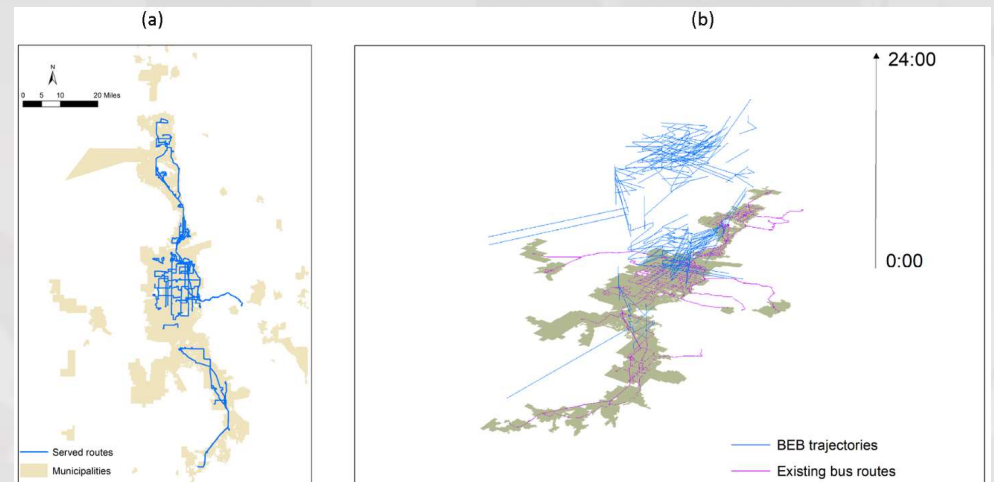 (a)
(b)
N
0 5 10 20 Miles
Served routes
Municipalities
24:00
0:00
BEB trajectories
Existing bus routes